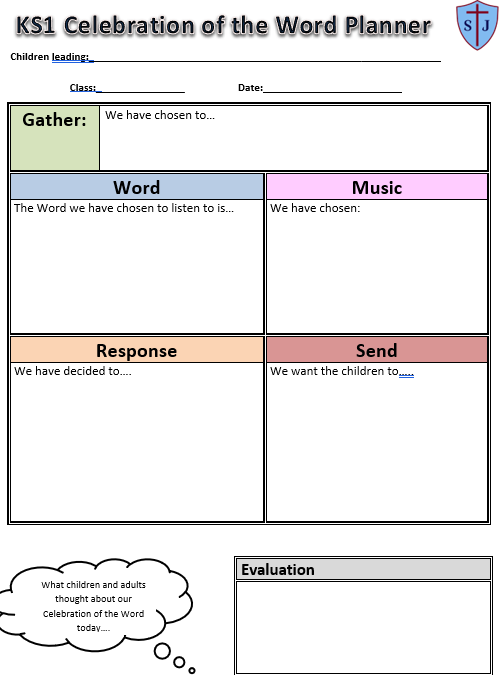 KS1 Celebration of the Word Planner
S J
Children leading:_
Class:_ Date:
Gather: We have chosen to...
Word
The Word we have chosen to listen to is...
Music
We have chosen:
Response
We have decided to....
Send
We want the children to.....
What children and adults
thought about our
Celebration of the Word
today....
Evaluation